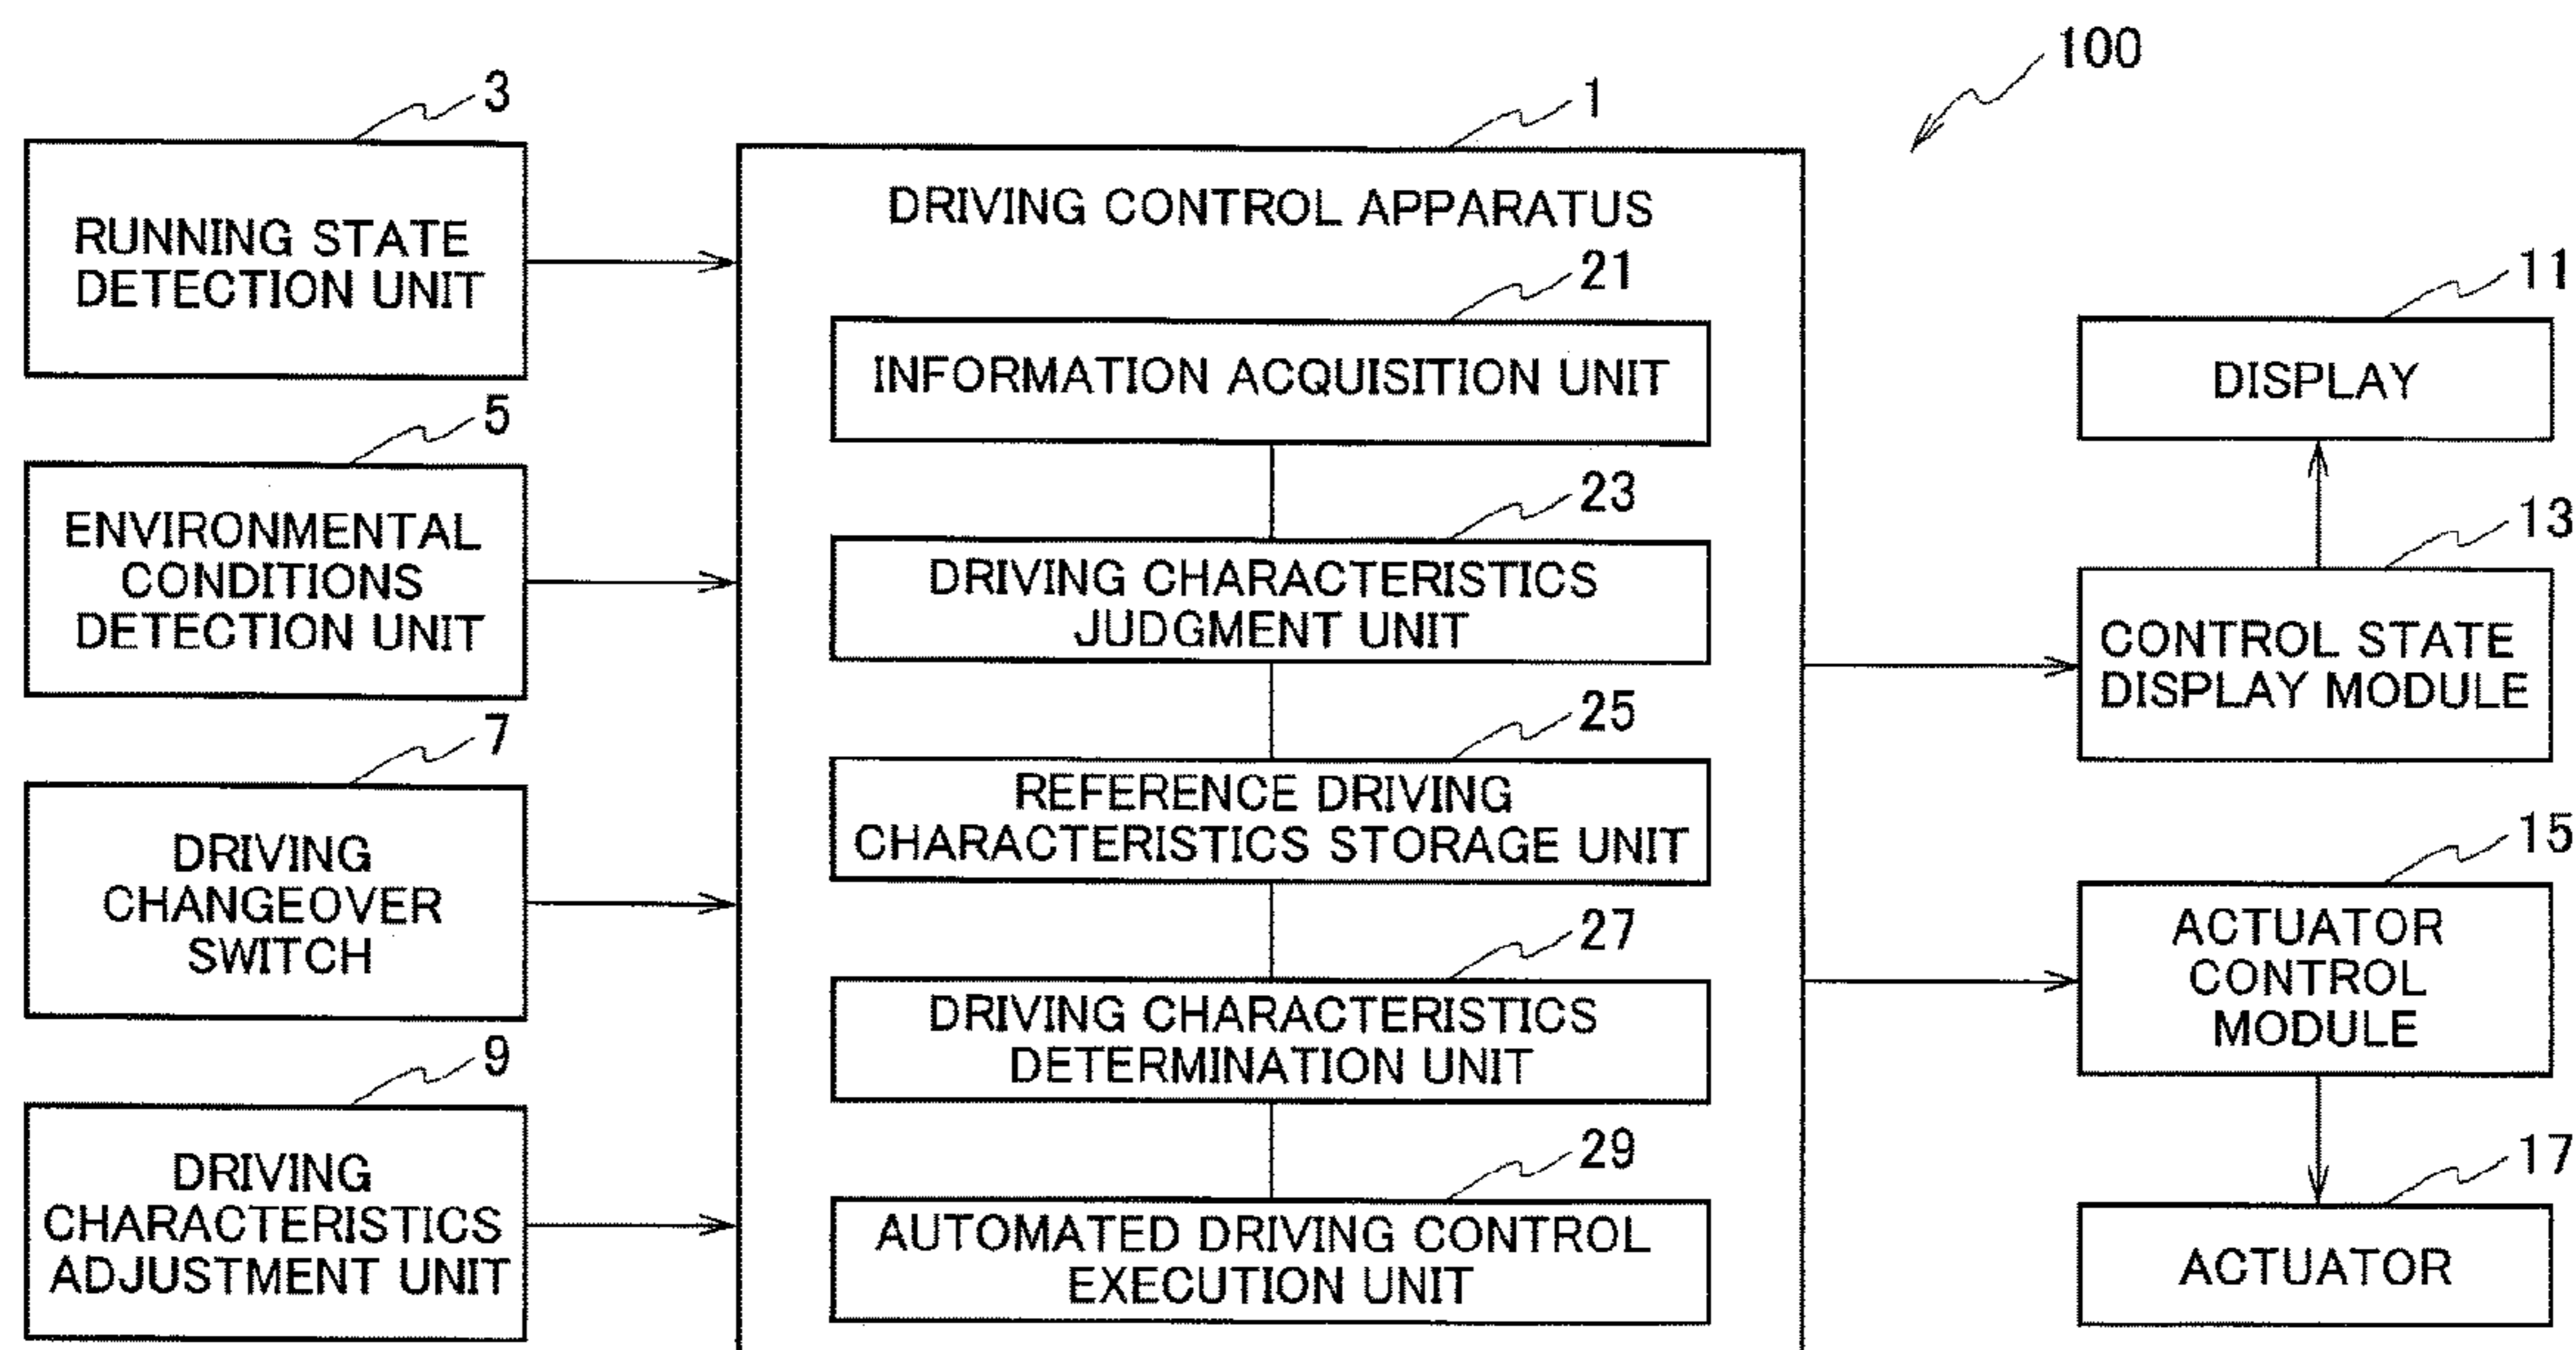 100
3
RUNNING STATE
DETECTION UNIT
5
ENVIRONMENTAL
CONDITIONS
DETECTION UNIT
7
DRIVING
CHANGEOVER
SWITCH
9
DRIVING
CHARACTERISTICS
ADJUSTMENT UNIT
1
DRIVING CONTROL APPARATUS
21
INFORMATION ACQUISITION UNIT
23
DRIVING CHARACTERISTICS
JUDGMENT UNIT
25
REFERENCE DRIVING
CHARACTERISTICS STORAGE UNIT
27
DRIVING CHARACTERISTICS
DETERMINATION UNIT
29
AUTOMATED DRIVING CONTROL
EXECUTION UNIT
11
DISPLAY
13
CONTROL STATE
DISPLAY MODULE
15
ACTUATOR
CONTROL
MODULE
17
ACTUATOR